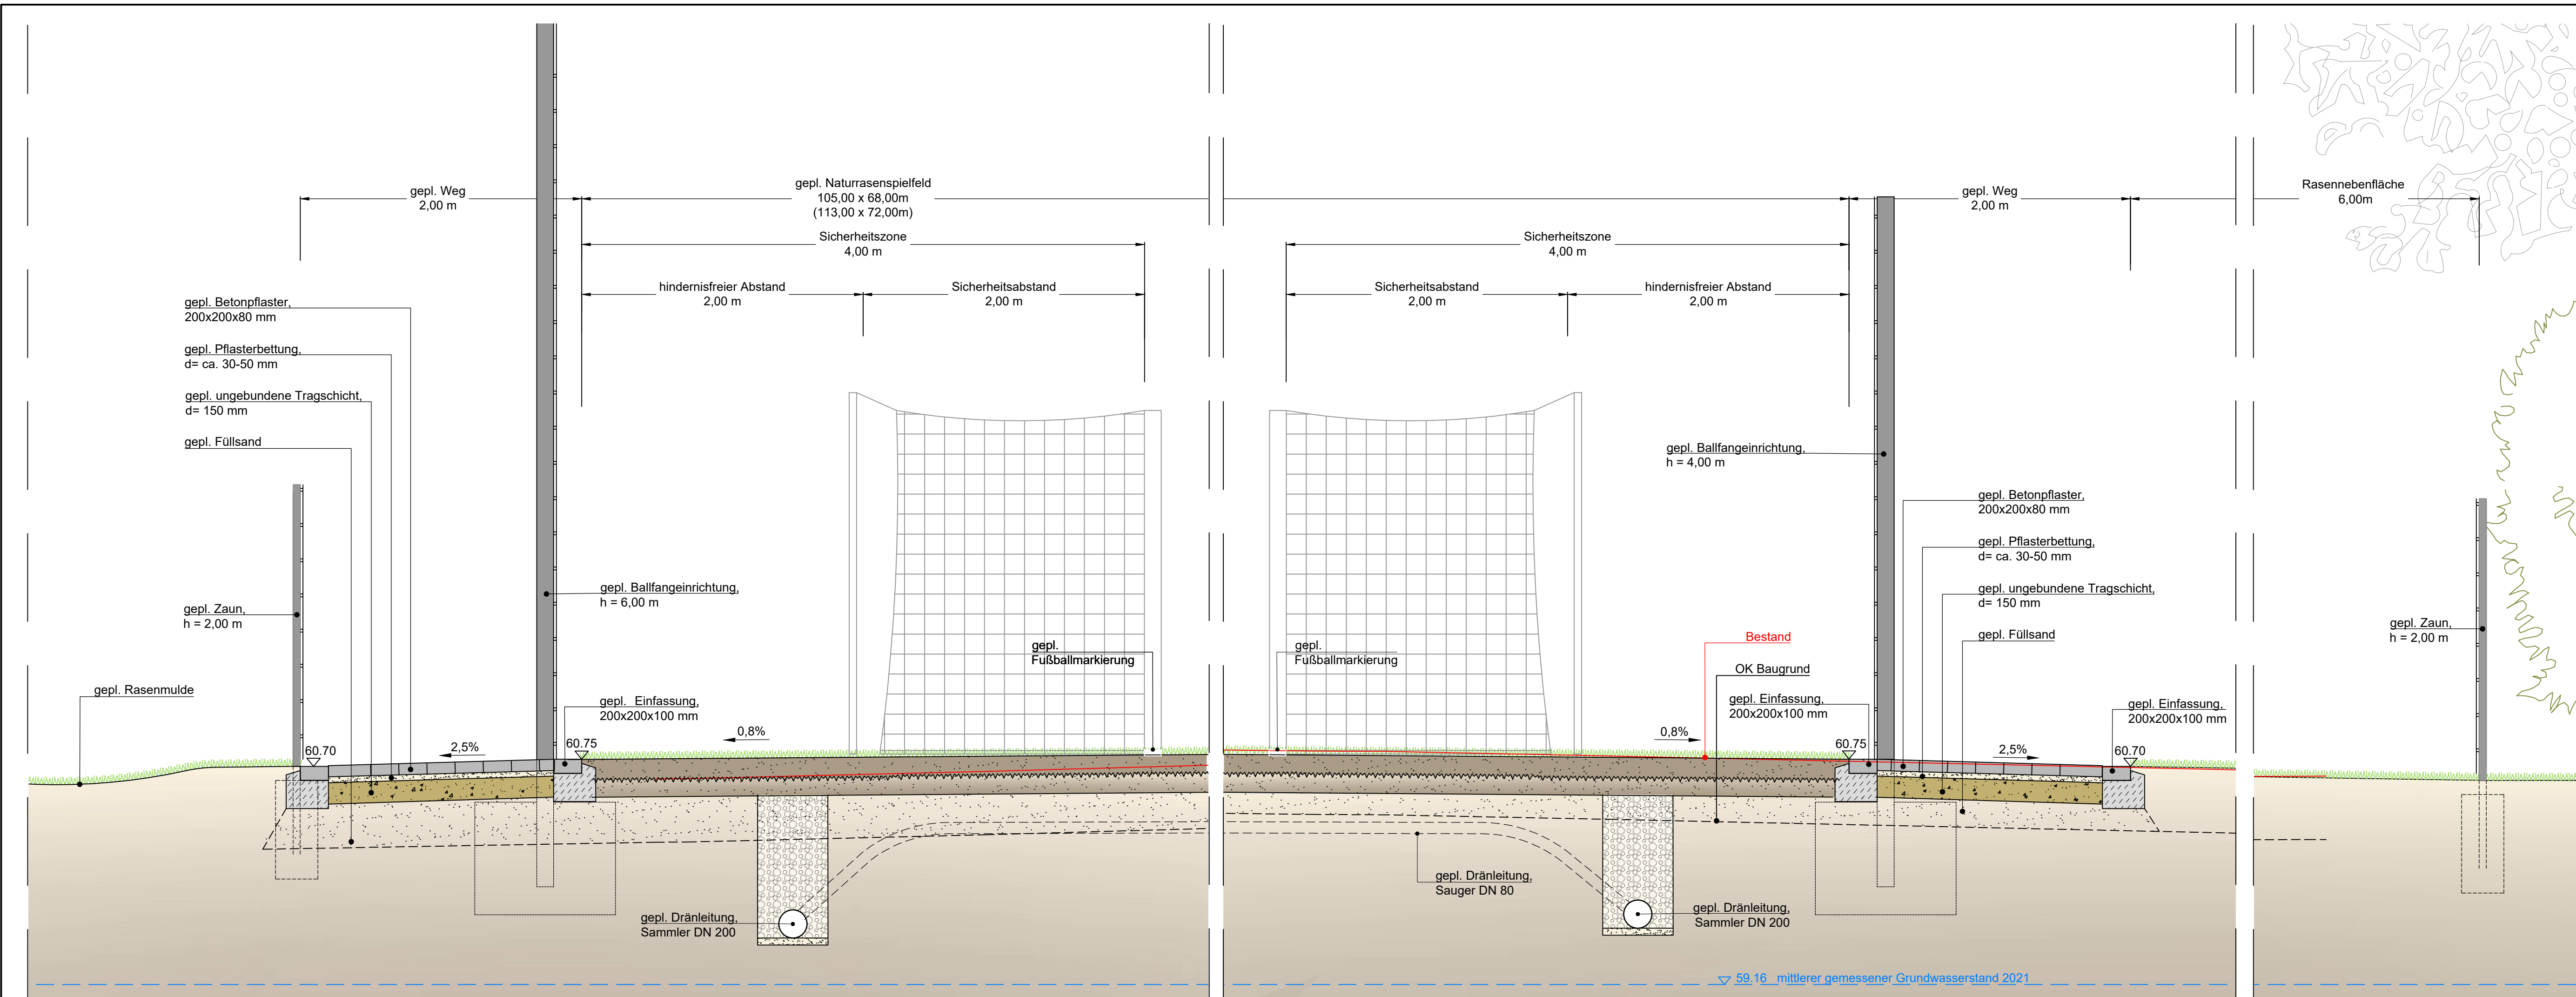 gepl. Weg
2,00 m
gepl. Naturrasenspielfeld
105,00 x 68,00m
(113,00 x 72,00m)
gepl. Weg
2,00 m
Rasennebenfläche
6,00m
Sicherheitszone
4,00 m
Sicherheitszone
4,00 m
hindernisfreier Abstand
2,00 m
Sicherheitsabstand
2,00 m
Sicherheitsabstand
2,00 m
hindernisfreier Abstand
2,00 m
gepl. Betonpflaster,
200x200x80 mm
gepl. Pflasterbettung,
d= ca. 30-50 mm
gepl. ungebundene Tragschicht,
d= 150 mm
gepl. Füllsand
gepl. Zaun,
h = 2,00 m
gepl. Rasenmulde
gepl. Ballfangeinrichtung,
h = 6,00 m
gepl. Einfassung,
200x200x100 mm
60.70
2,5%
60.75
0,8%
gepl.
Fußballmarkierung
gepl.
Fußballmarkierung
gepl. Ballfangeinrichtung,
h = 4,00 m
Bestand
OK Baugrund
gepl. Einfassung,
200x200x100 mm
0,8%
60.75
2,5%
60.70
gepl. Betonpflaster,
200x200x80 mm
gepl. Pflasterbettung,
d= ca. 30-50 mm
gepl. ungebundene Tragschicht,
d= 150 mm
gepl. Füllsand
gepl. Einfassung,
200x200x100 mm
gepl. Zaun,
h = 2,00 m
gepl. Dränleitung,
Sammler DN 200
gepl. Dränleitung,
Sauger DN 80
gepl. Dränleitung,
Sammler DN 200
59.16 mittlerer gemessener Grundwasserstand 2021